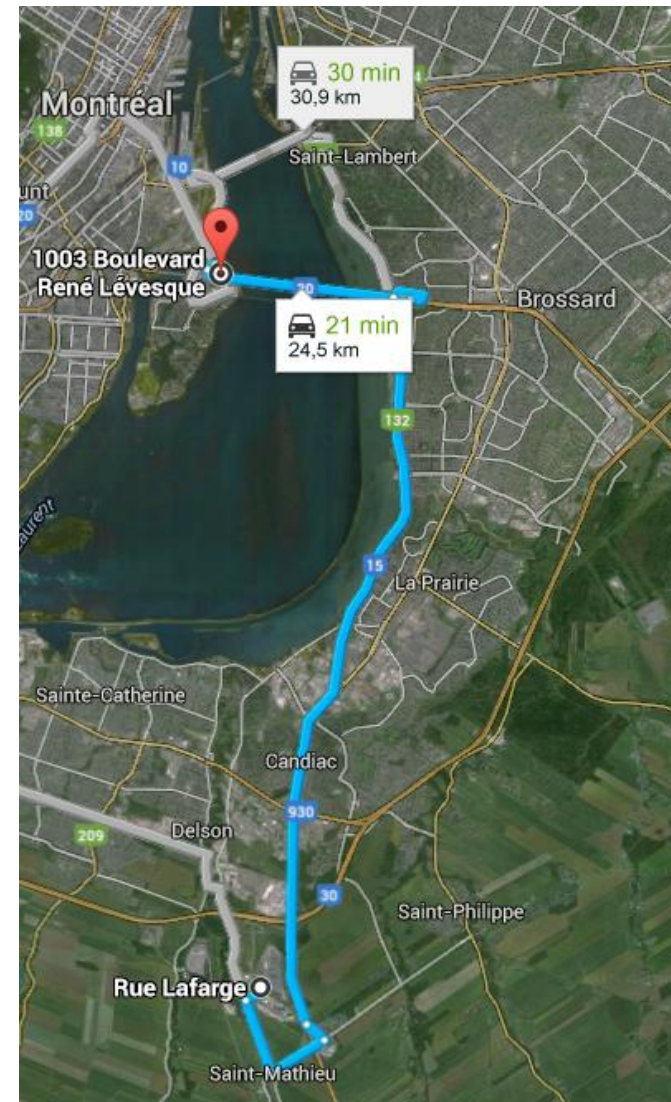 30 min
30,9 km
Montréal
138
Saint-Lambert
10
20
1003 Boulevard
René Lévesque
20
Brossard
21 min
24,5 km
132
15
La Prairie
Sainte-Catherine
Candiac
930
Delson
209
30
Saint-Philippe
Rue Lafarge
Saint-Mathieu